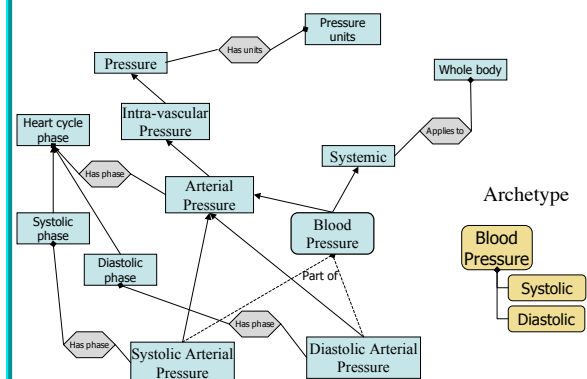 Pressure
units
Has units
Pressure
Whole body
Intra-vascular
Pressure
Heart cycle
phase
Applies to
Systemic
Has phase
Arterial
Pressure
Archetype
Systolic
phase
Blood
Pressure
Blood
Pressure
Diastolic
phase
Part of
Systolic
Diastolic
Has phase
Has phase
Systolic Arterial
Pressure
Diastolic Arterial
Pressure